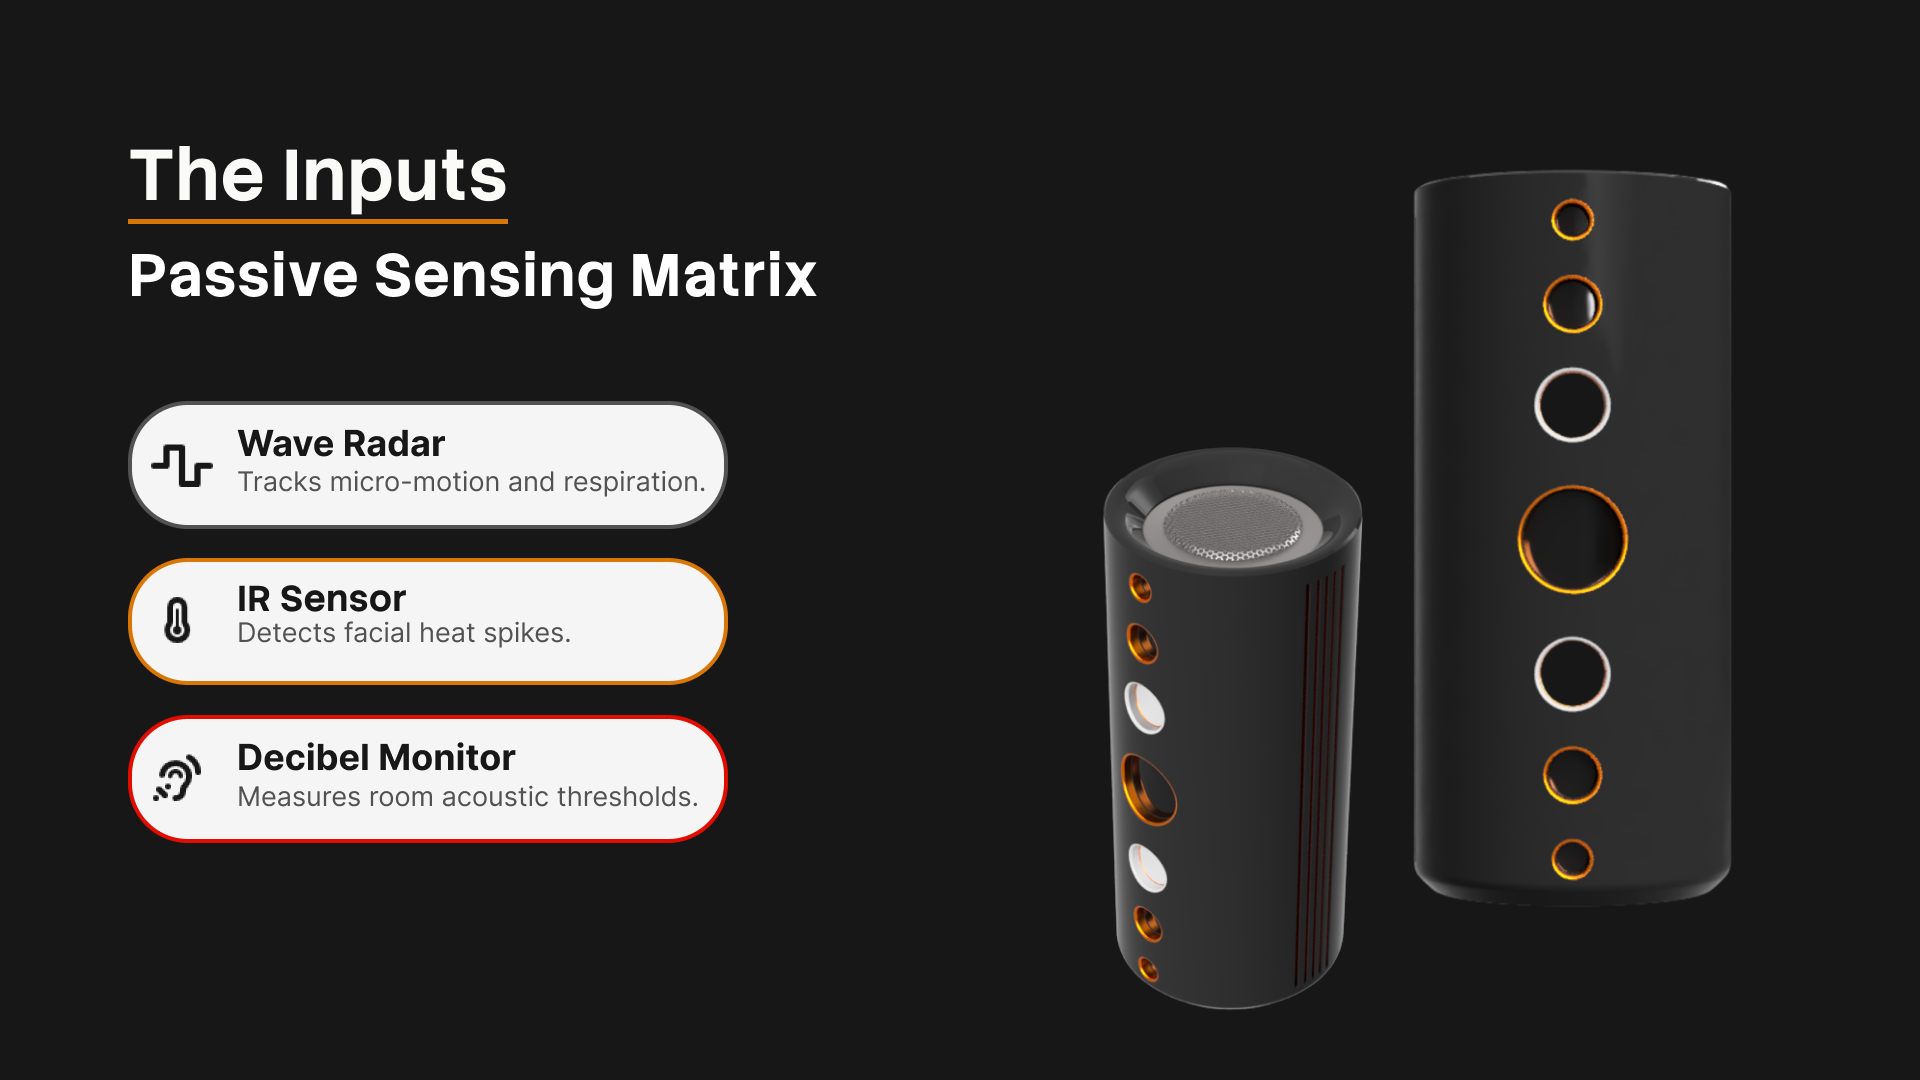 The Inputs
Passive Sensing Matrix
Wave Radar
Tracks micro-motion and respiration.
IR Sensor
Detects facial heat spikes.
Decibel Monitor
Measures room acoustic thresholds.